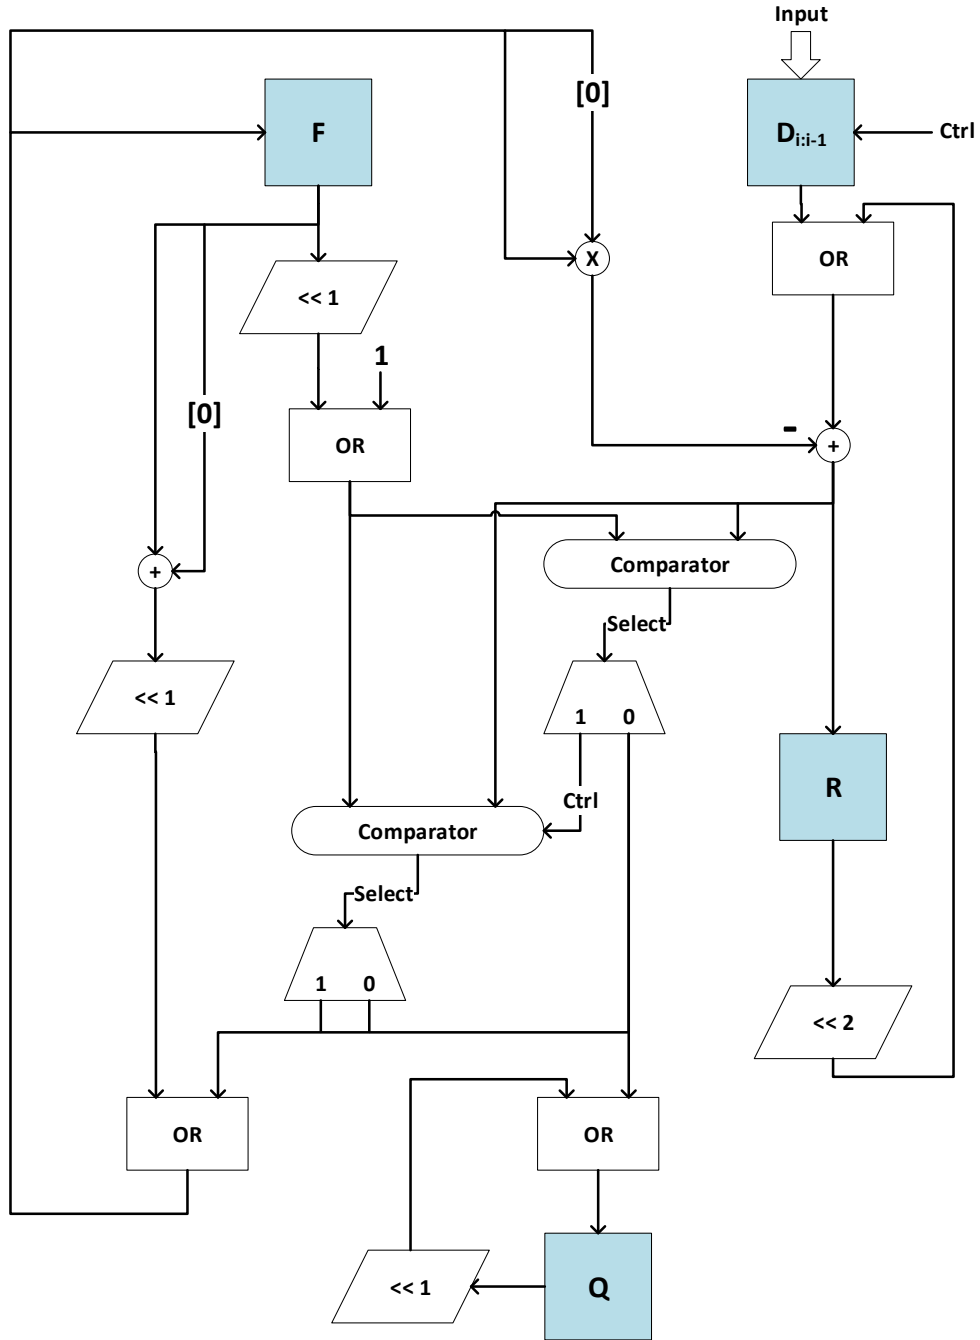 Input
[0]
F
D i:i-1
Ctrl
X
OR
<< 1
1
[0]
OR
-
+
Comparator
+
Select
<< 1
1 0
R
Ctrl
Comparator
Select
1 0
<< 2
OR
OR
<< 1
Q